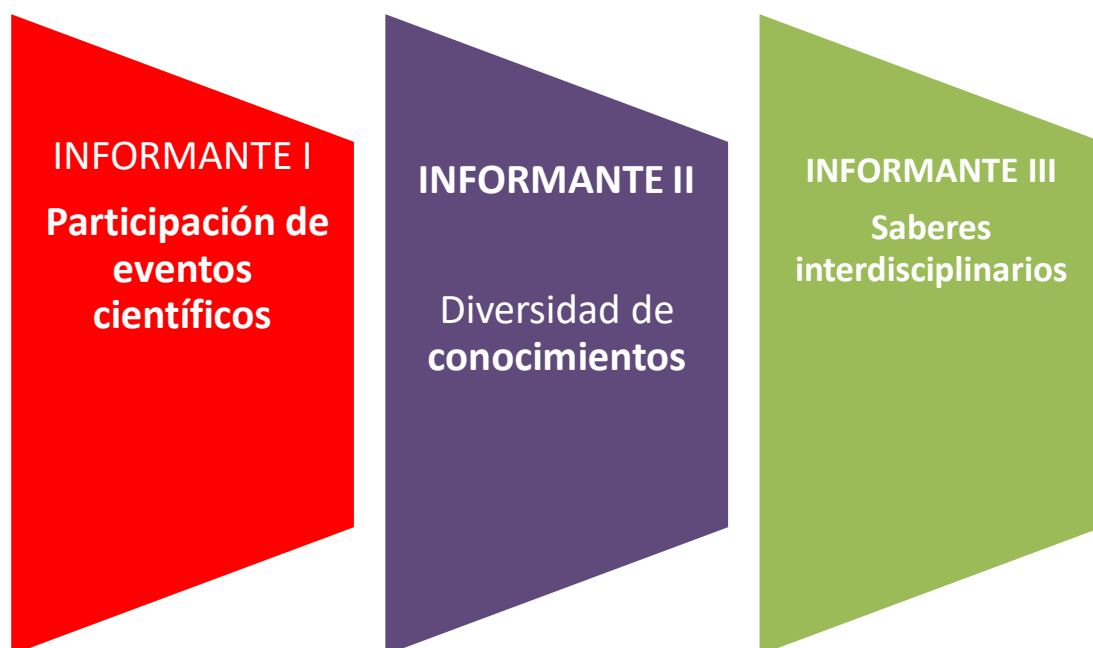 INFORMANTE I
Participación de
eventos
científicos
INFORMANTE II
Diversidad de
conocimientos
INFORMANTE III
Saberes
interdisciplinarios